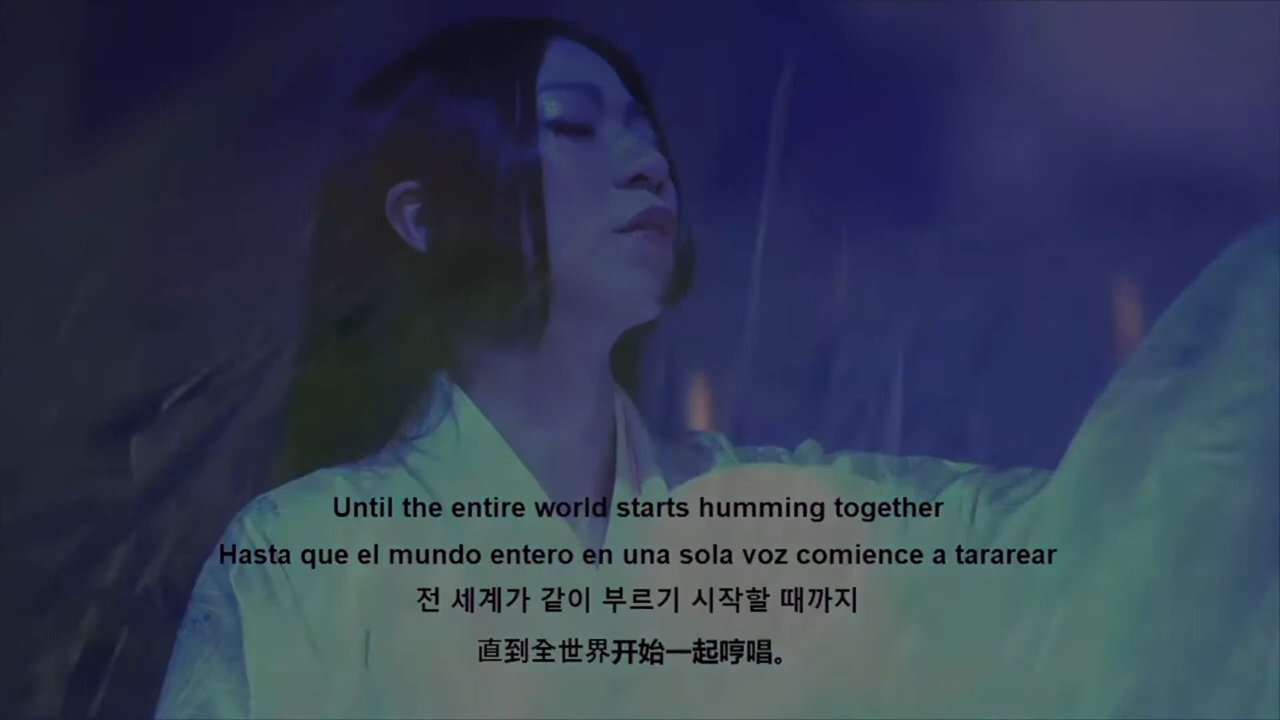 Until the entire world starts humming together
Hasta que el mundo entero en una sola voz comience a tararear
전 세계가 같이 부르기 시작할 때까지
直到全世界开始一起哼唱。